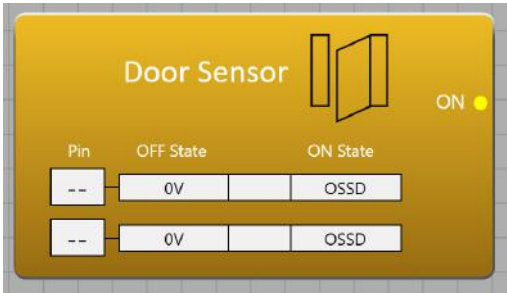 Door Sensor
ON
Pin OFF State ON State
-- 0V OSSD
-- 0V OSSD